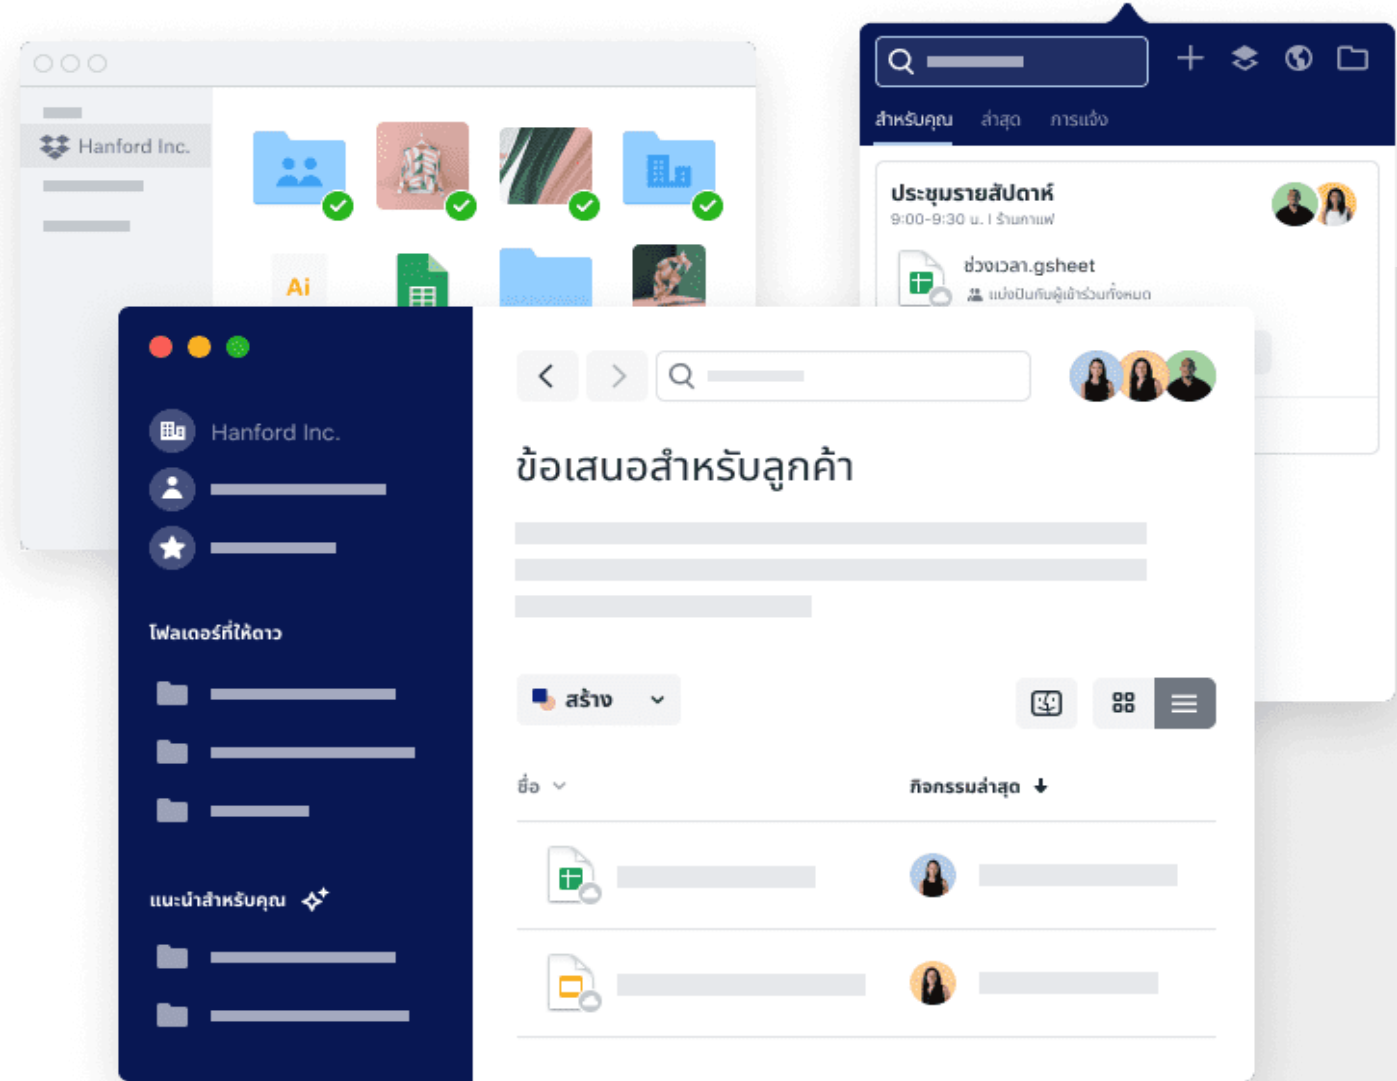 Hanford Inc.
Ai
สำหรับคุณ ล่าสุด การแจ้ง
ประชุมรายสัปดาห์
9:00-9:30 น. | ร้านกาแฟ
ช่วงเวลา.gsheet
แบ่งปันกับผู้เข้าร่วมทั้งหมด
Hanford Inc.
โฟลเดอร์ที่ให้ดาว
แนะนำสำหรับคุณ
ข้อเสนอสำหรับลูกค้า
สร้าง
ชื่อ กิจกรรมล่าสุด